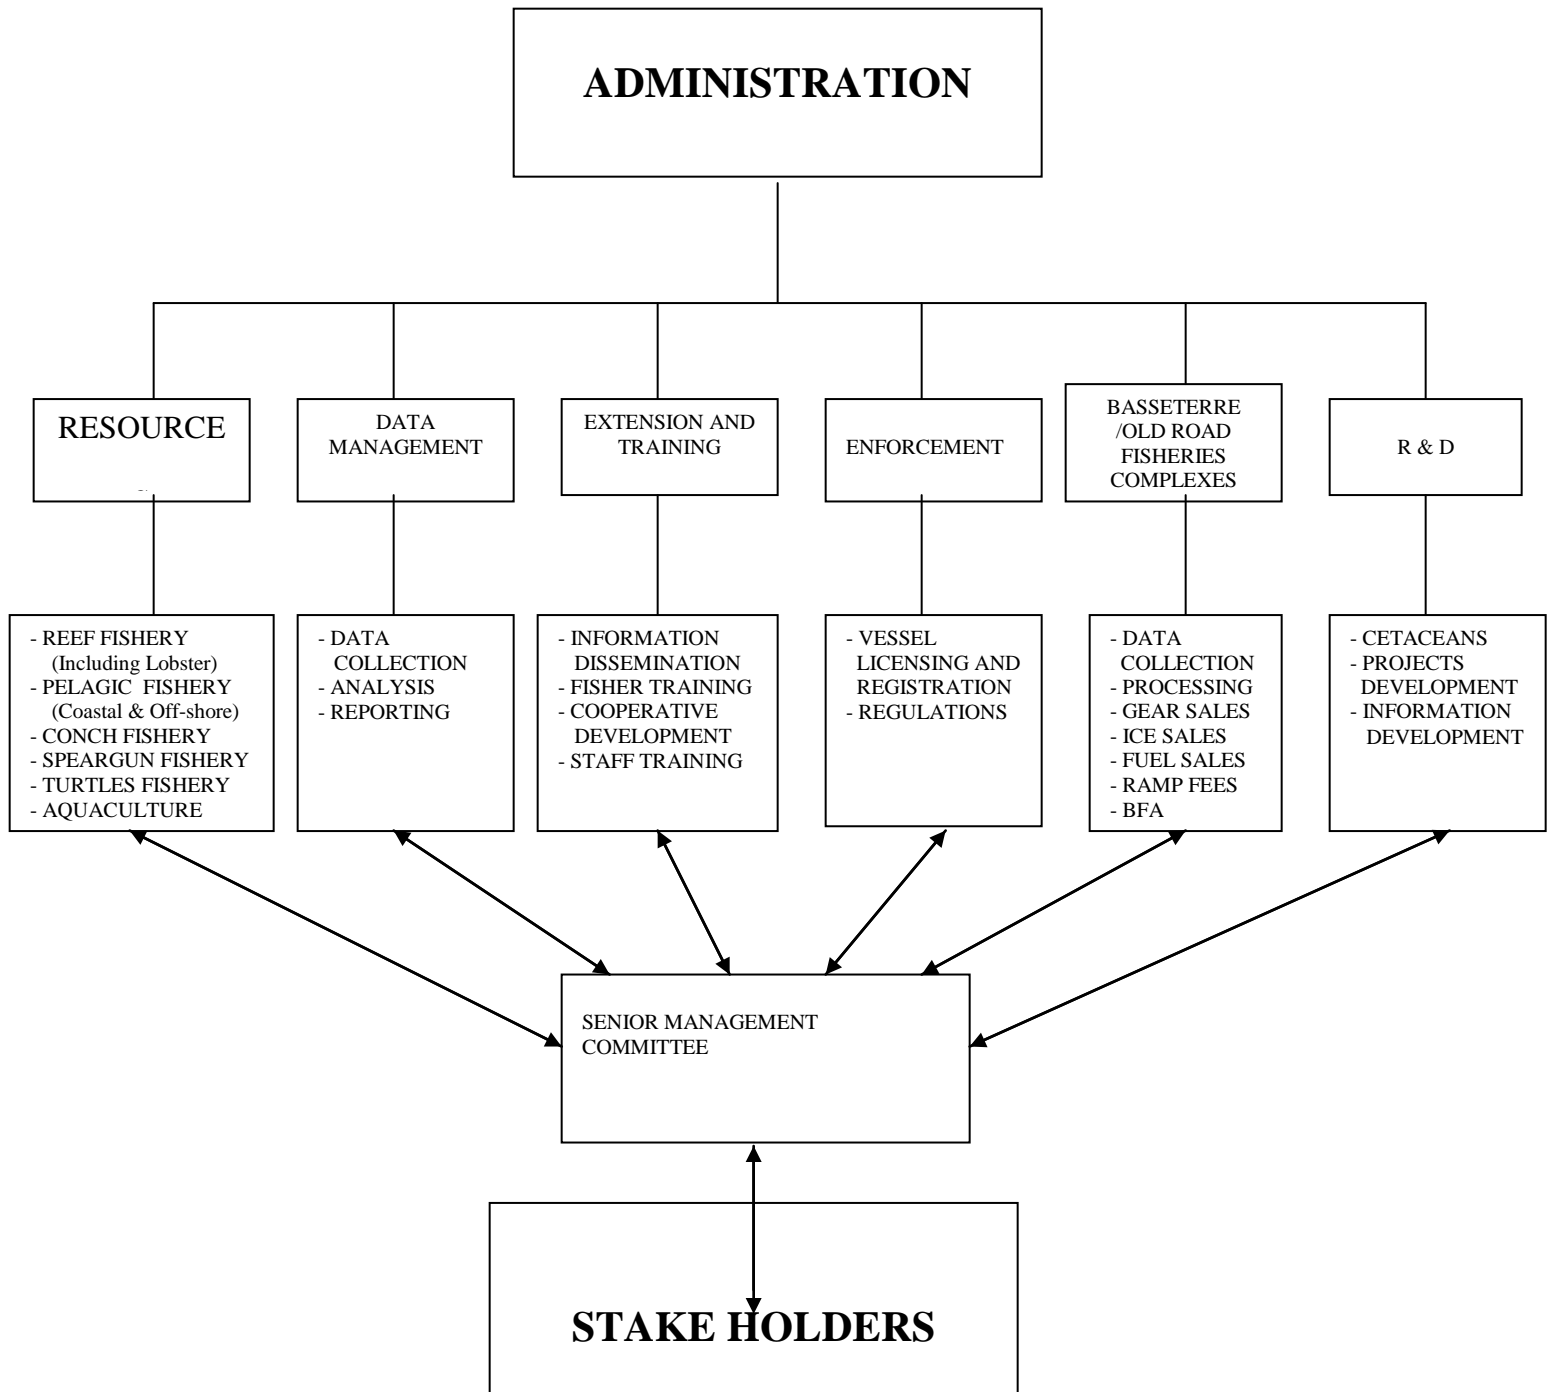 ADMINISTRATION
RESOURCE
DATA
MANAGEMENT
EXTENSION AND
TRAINING
ENFORCEMENT
BASSETERRE
/OLD ROAD
FISHERIES
COMPLEXES
R & D
- REEF FISHERY
(Including Lobster)
- PELAGIC FISHERY
(Coastal & Off-shore)
- CONCH FISHERY
- SPEARGUN FISHERY
- TURTLES FISHERY
- AQUACULTURE
- DATA
COLLECTION
- ANALYSIS
- REPORTING
- INFORMATION
DISSEMINATION
- FISHER TRAINING
- COOPERATIVE
DEVELOPMENT
- STAFF TRAINING
- VESSEL
LICENSING AND
REGISTRATION
- REGULATIONS
- DATA
COLLECTION
- PROCESSING
- GEAR SALES
- ICE SALES
- FUEL SALES
- RAMP FEES
- BFA
- CETACEANS
- PROJECTS
DEVELOPMENT
- INFORMATION
DEVELOPMENT
SENIOR MANAGEMENT
COMMITTEE
STAKE HOLDERS